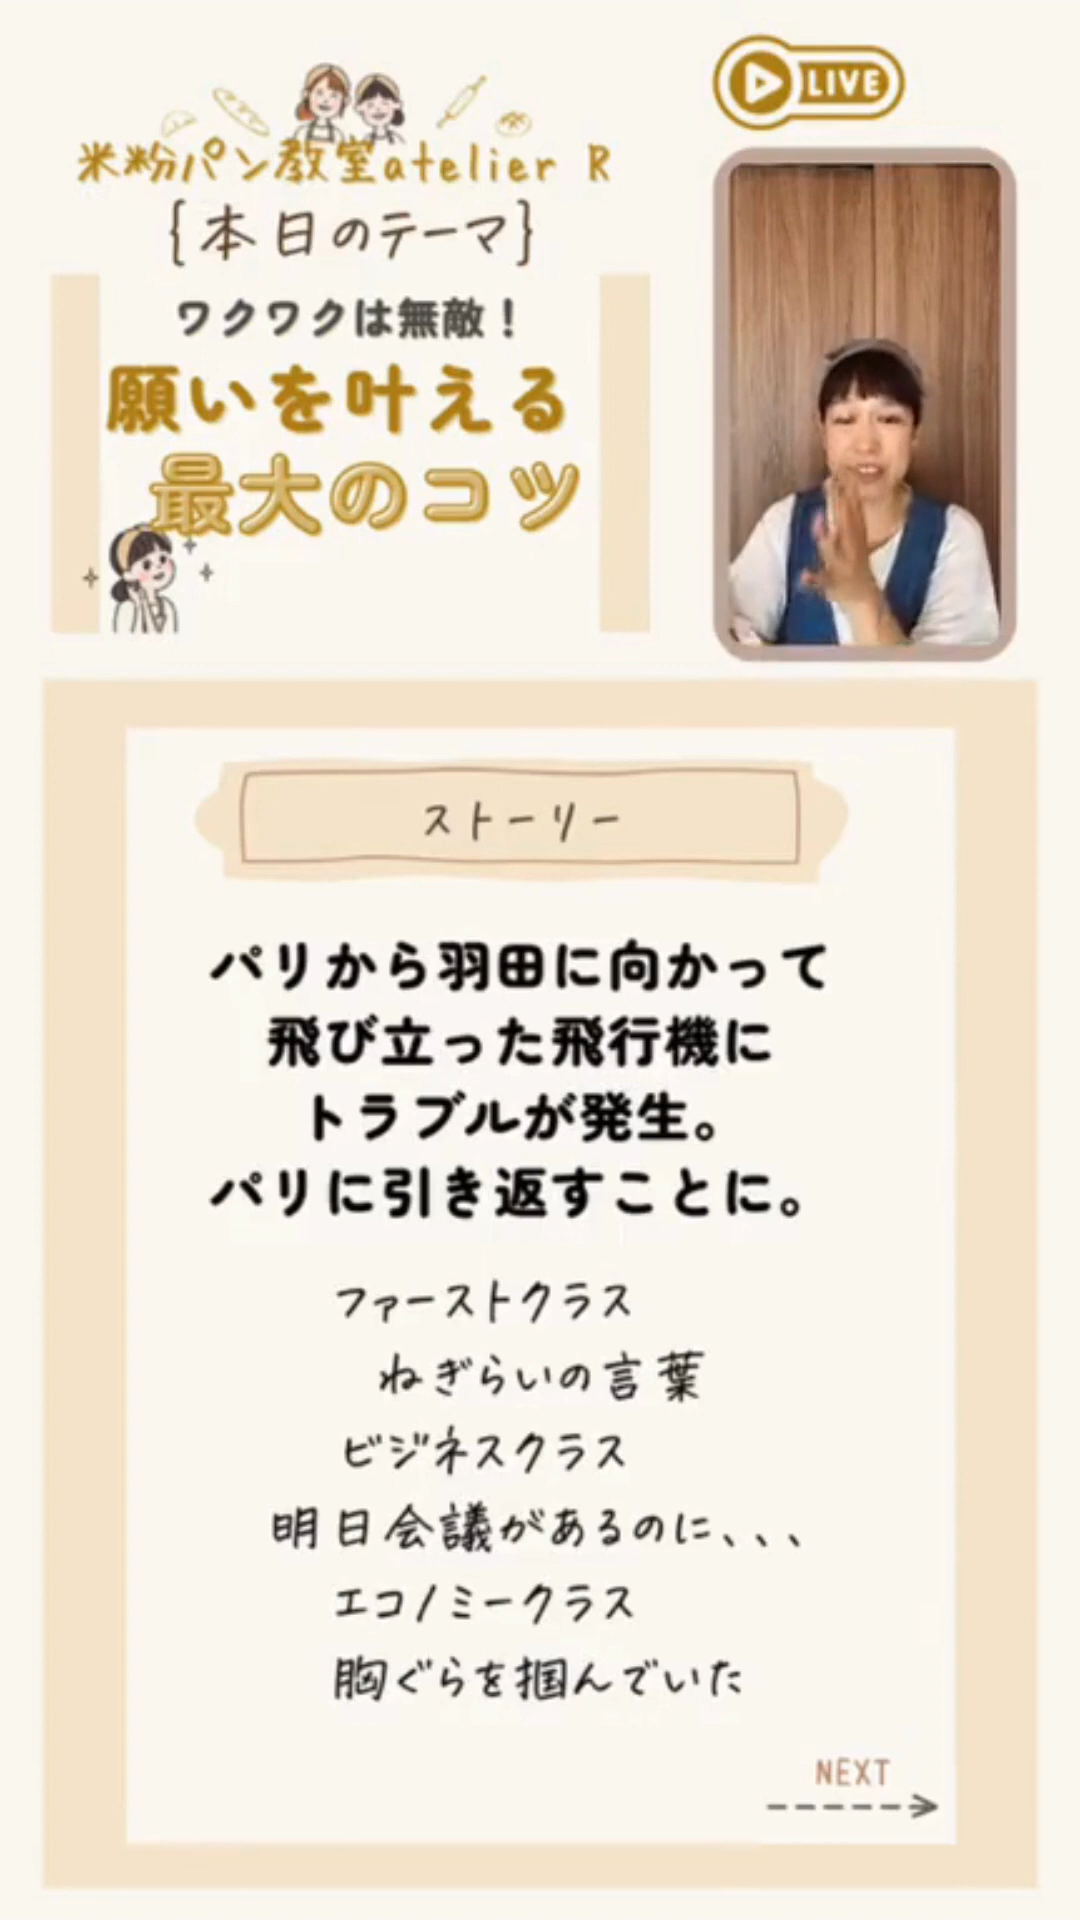 LIVE
米粉パン教室atelier R
{本日のテーマ}
ワクワクは無敵！
願いを叶える
最大のコツ
ストーリー
パリから羽田に向かって
飛び立った飛行機に
トラブルが発生。
パリに引き返すことに。
ファーストクラス
ねぎらいの言葉
ビジネスクラス
明日会議があるのに、、、
エコノミークラス
胸ぐらを掴んでいた
NEXT